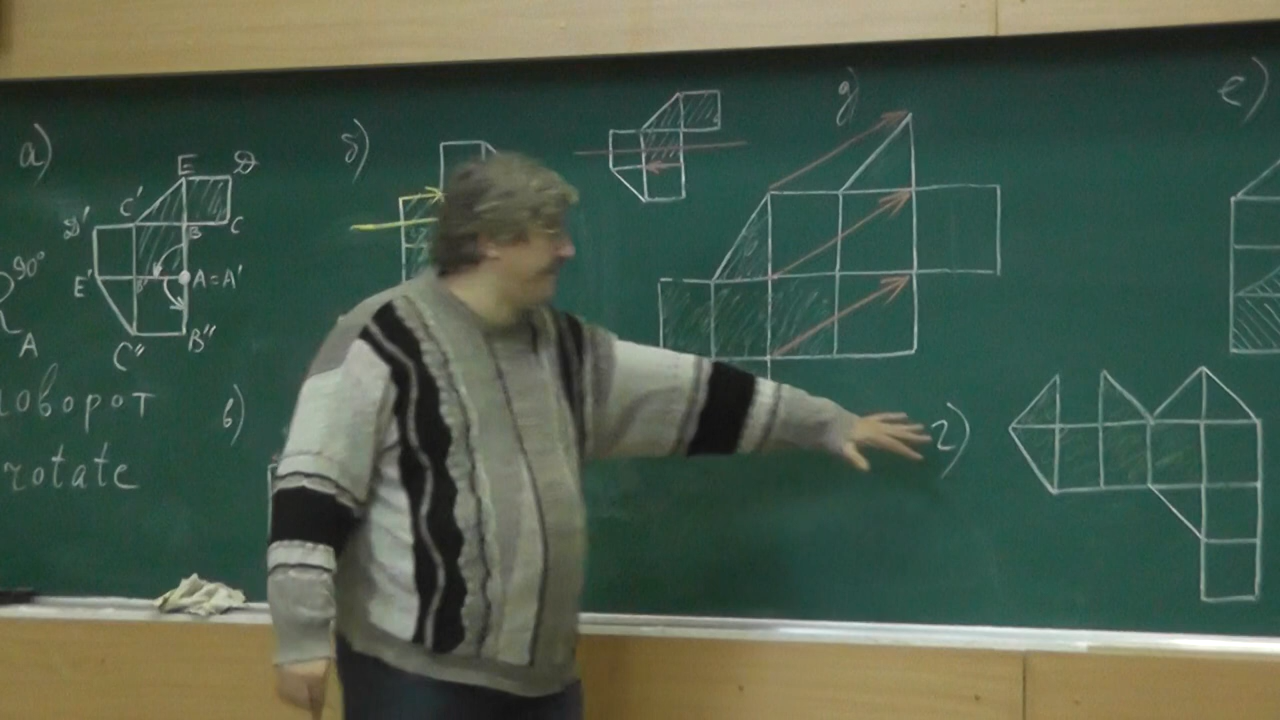 а)
E D
C'
D' B C
90°
E' B' A=A'
A
C" B"
поворот
rotate
б)
в)
д)
г)
е)